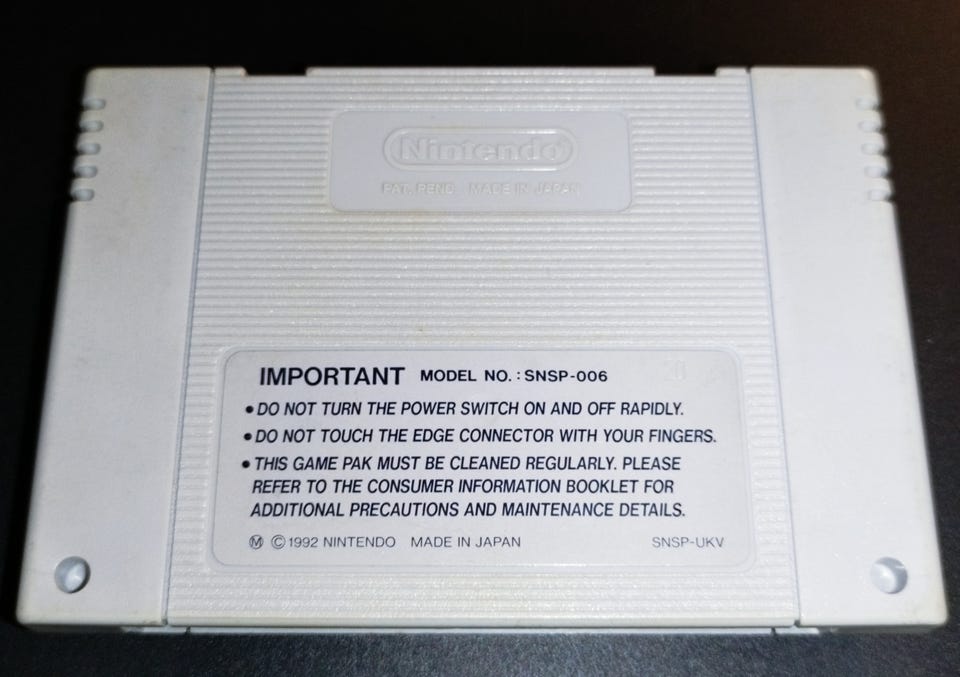 Nintendo
PAT. PEND. MADE IN JAPAN
IMPORTANT MODEL NO. : SNSP-006
• DO NOT TURN THE POWER SWITCH ON AND OFF RAPIDLY.
• DO NOT TOUCH THE EDGE CONNECTOR WITH YOUR FINGERS.
• THIS GAME PAK MUST BE CLEANED REGULARLY. PLEASE
REFER TO THE CONSUMER INFORMATION BOOKLET FOR
ADDITIONAL PRECAUTIONS AND MAINTENANCE DETAILS.
Ⓜ ©1992 NINTENDO MADE IN JAPAN SNSP-UKV